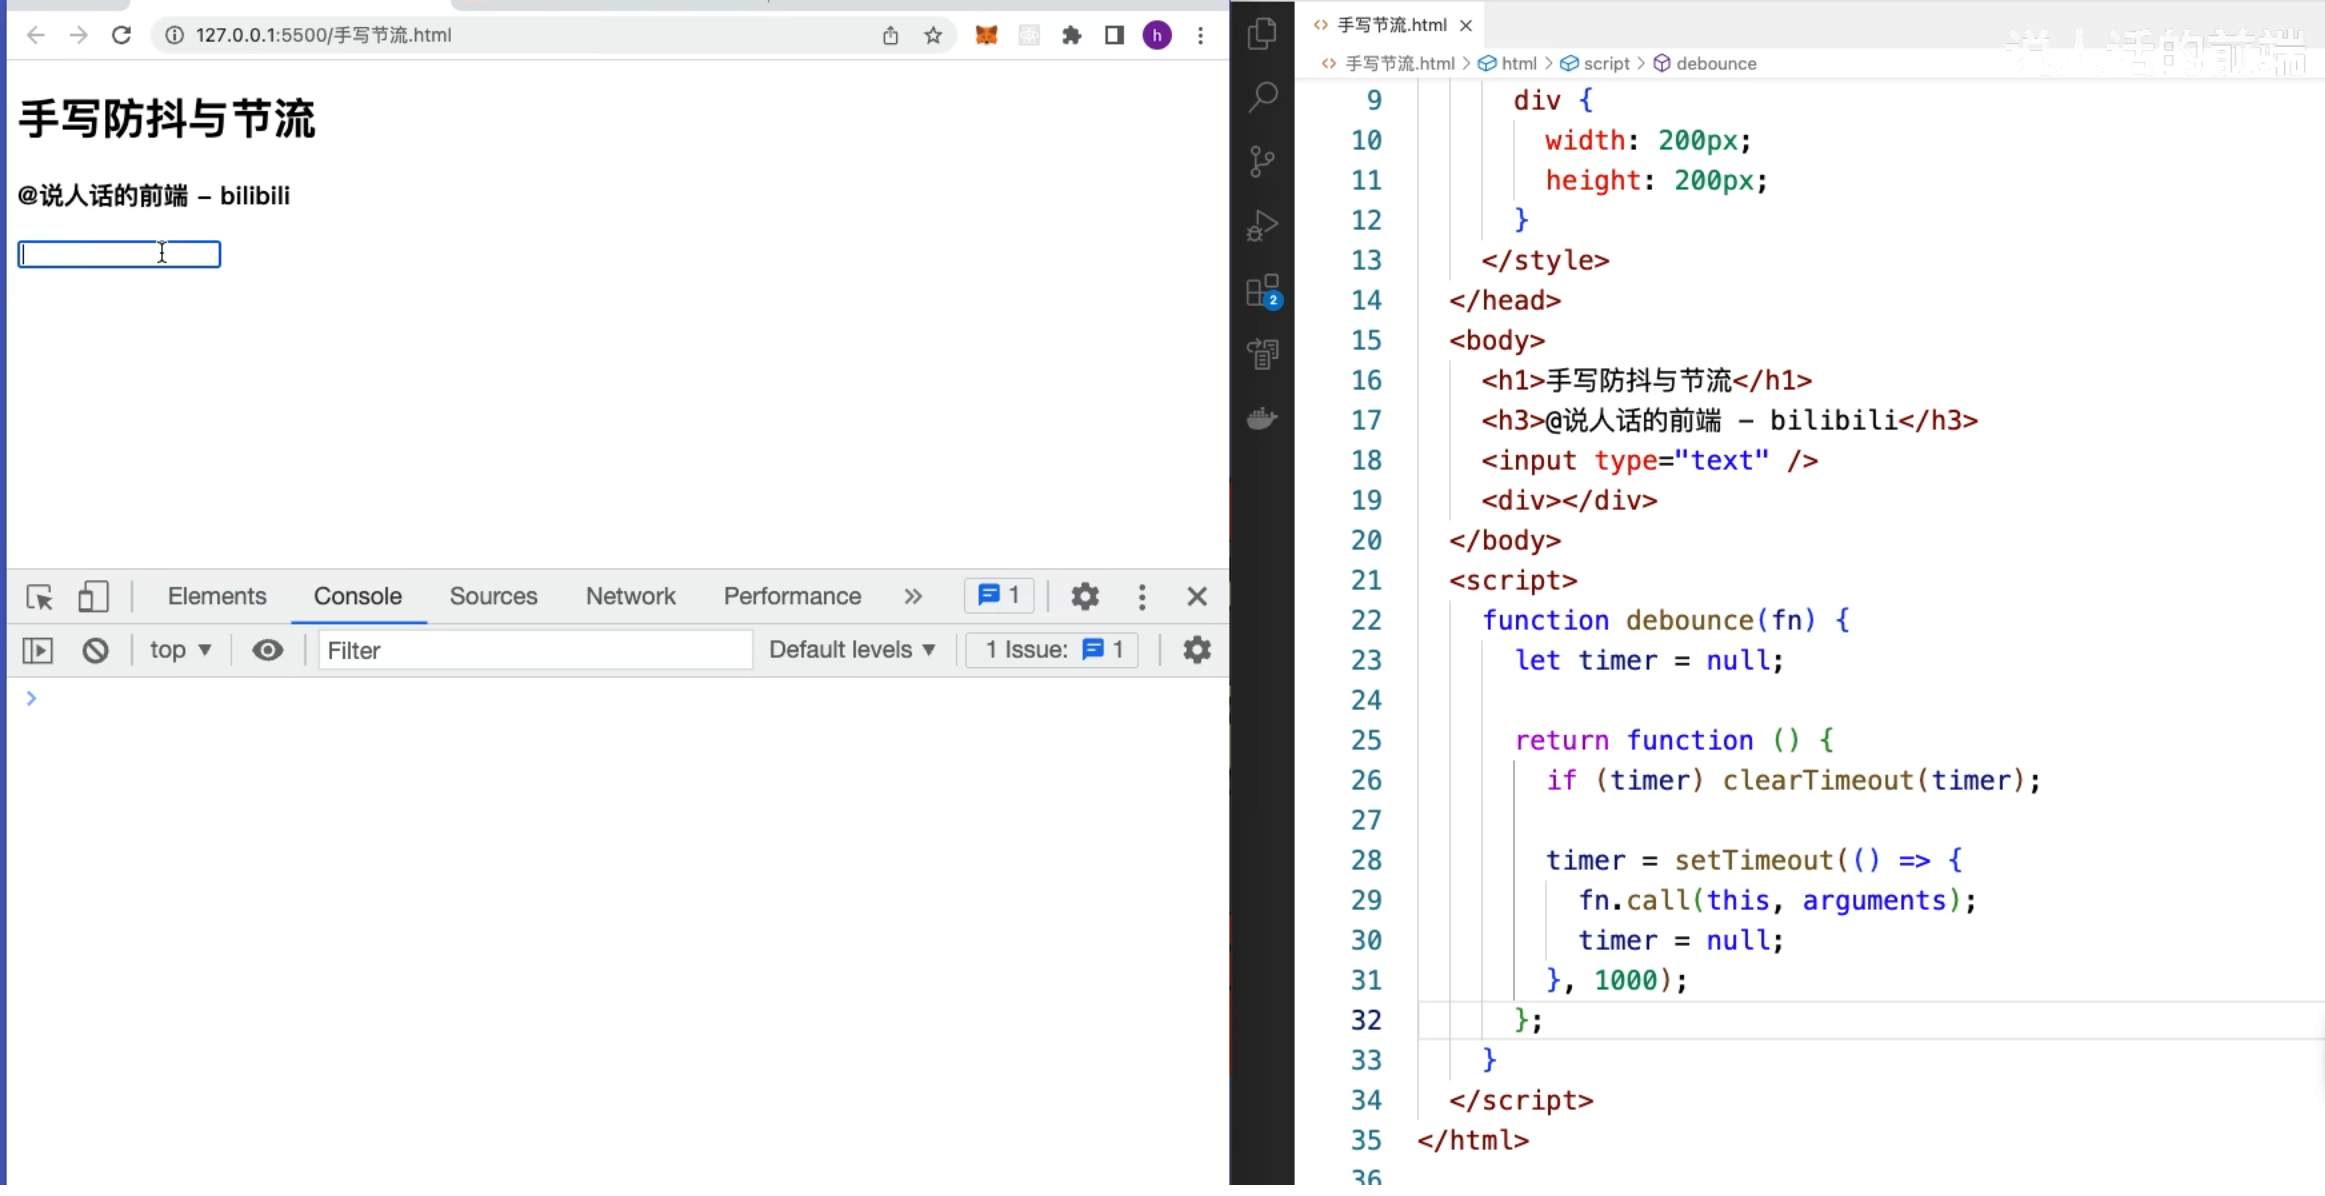 127.0.0.1:5500/手写节流.html
h
手写防抖与节流
@说人话的前端 – bilibili
Elements Console Sources Network Performance » 1
top ▼ Filter Default levels ▼ 1 Issue: 1
>
2
<> 手写节流.html ×
说人话的前端
<> 手写节流.html > html > script > debounce
9 div {
10 width: 200px;
11 height: 200px;
12 }
13 </style>
14 </head>
15 <body>
16 <h1>手写防抖与节流</h1>
17 <h3>@说人话的前端 – bilibili</h3>
18 <input type="text" />
19 <div></div>
20 </body>
21 <script>
22 function debounce(fn) {
23 let timer = null;
24
25 return function () {
26 if (timer) clearTimeout(timer);
27
28 timer = setTimeout(() => {
29 fn.call(this, arguments);
30 timer = null;
31 }, 1000);
32 };
33 }
34 </script>
35 </html>
36